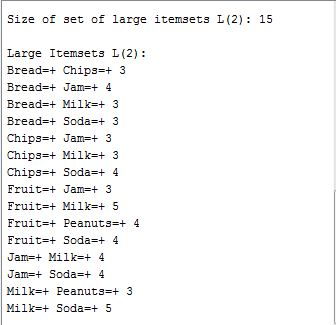 Size of set of large itemsets L(2): 15
Large Itemsets L(2):
Bread=+ Chips=+ 3
Bread=+ Jam=+ 4
Bread=+ Milk=+ 3
Bread=+ Soda=+ 3
Chips=+ Jam=+ 3
Chips=+ Milk=+ 3
Chips=+ Soda=+ 4
Fruit=+ Jam=+ 3
Fruit=+ Milk=+ 5
Fruit=+ Peanuts=+ 4
Fruit=+ Soda=+ 4
Jam=+ Milk=+ 4
Jam=+ Soda=+ 4
Milk=+ Peanuts=+ 3
Milk=+ Soda=+ 5